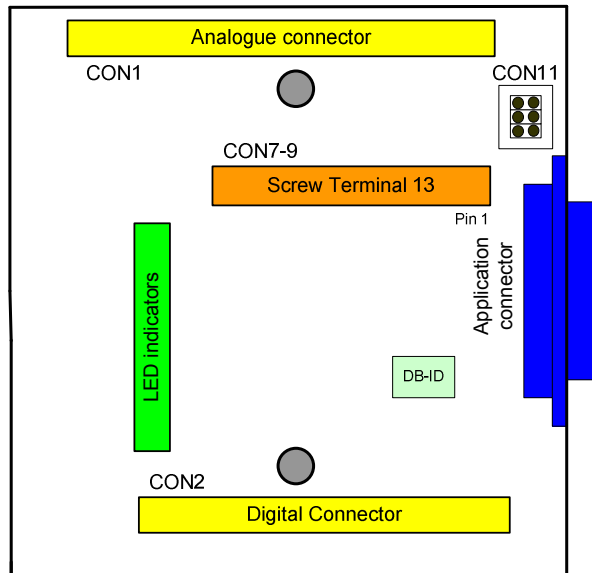 Analogue connector
CON1
CON11
CON7-9
Screw Terminal 13
Pin 1
Application
connector
LED indicators
DB-ID
CON2
Digital Connector